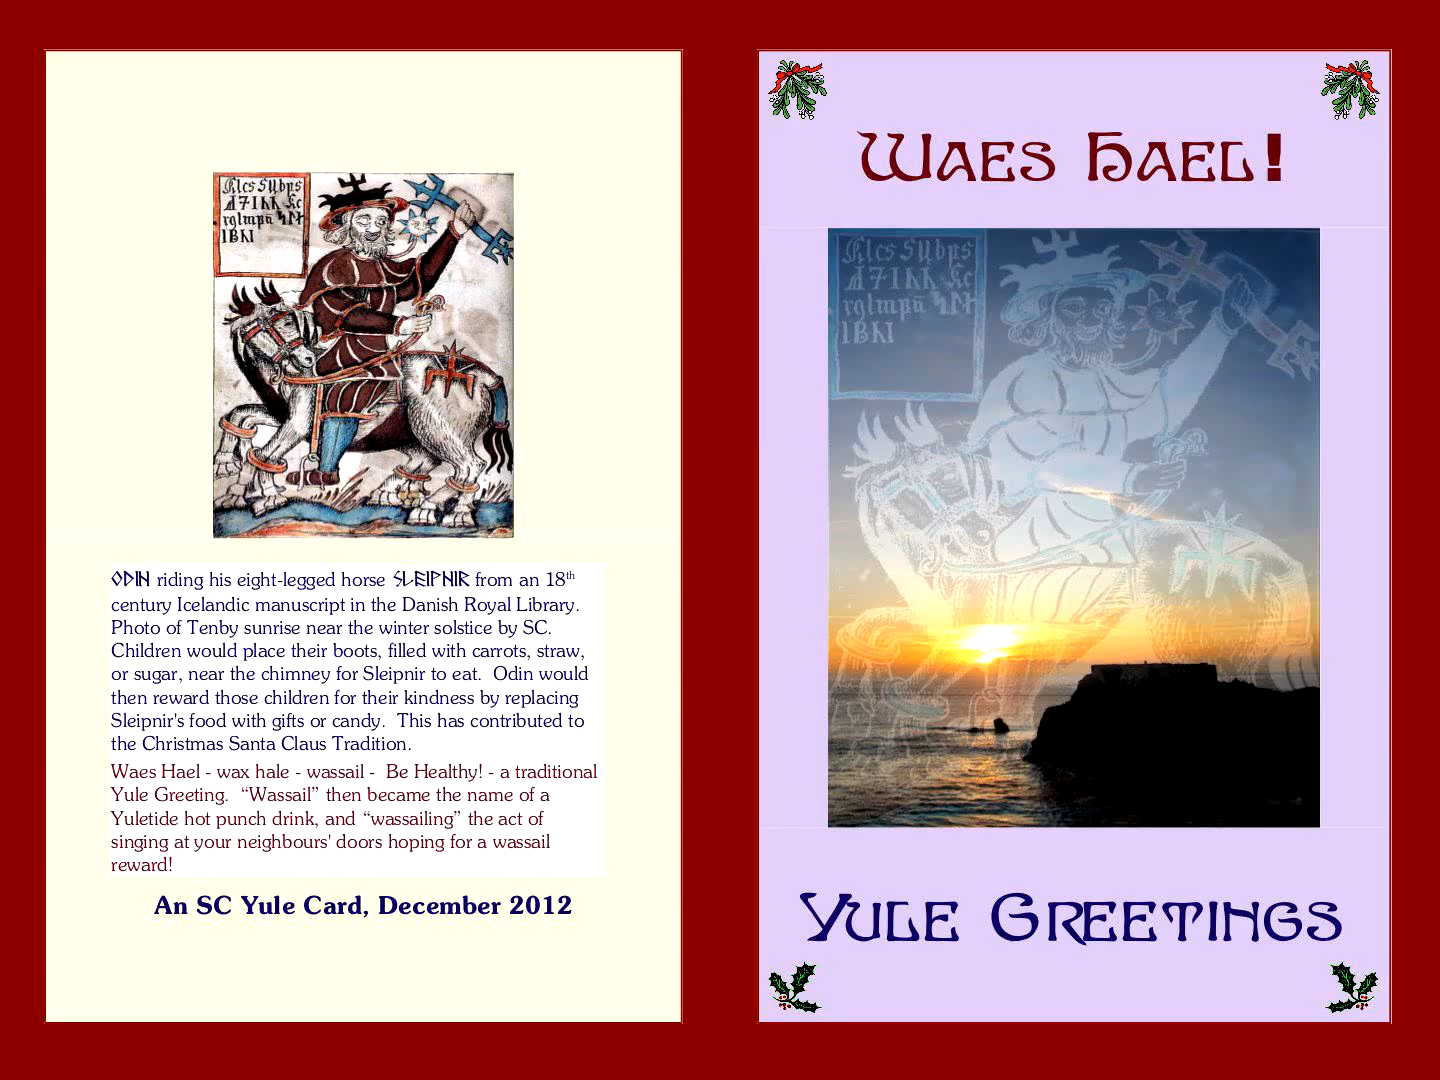 ODIN riding his eight-legged horse SLEIPNIR from an 18th
century Icelandic manuscript in the Danish Royal Library.
Photo of Tenby sunrise near the winter solstice by SC.
Children would place their boots, filled with carrots, straw,
or sugar, near the chimney for Sleipnir to eat.  Odin would
then reward those children for their kindness by replacing
Sleipnir's food with gifts or candy.  This has contributed to
the Christmas Santa Claus Tradition.
Waes Hael - wax hale - wassail -  Be Healthy! - a traditional
Yule Greeting.  “Wassail” then became the name of a
Yuletide hot punch drink, and “wassailing” the act of
singing at your neighbours' doors hoping for a wassail
reward!
An SC Yule Card, December 2012
Waes Hael!
Yule Greetings